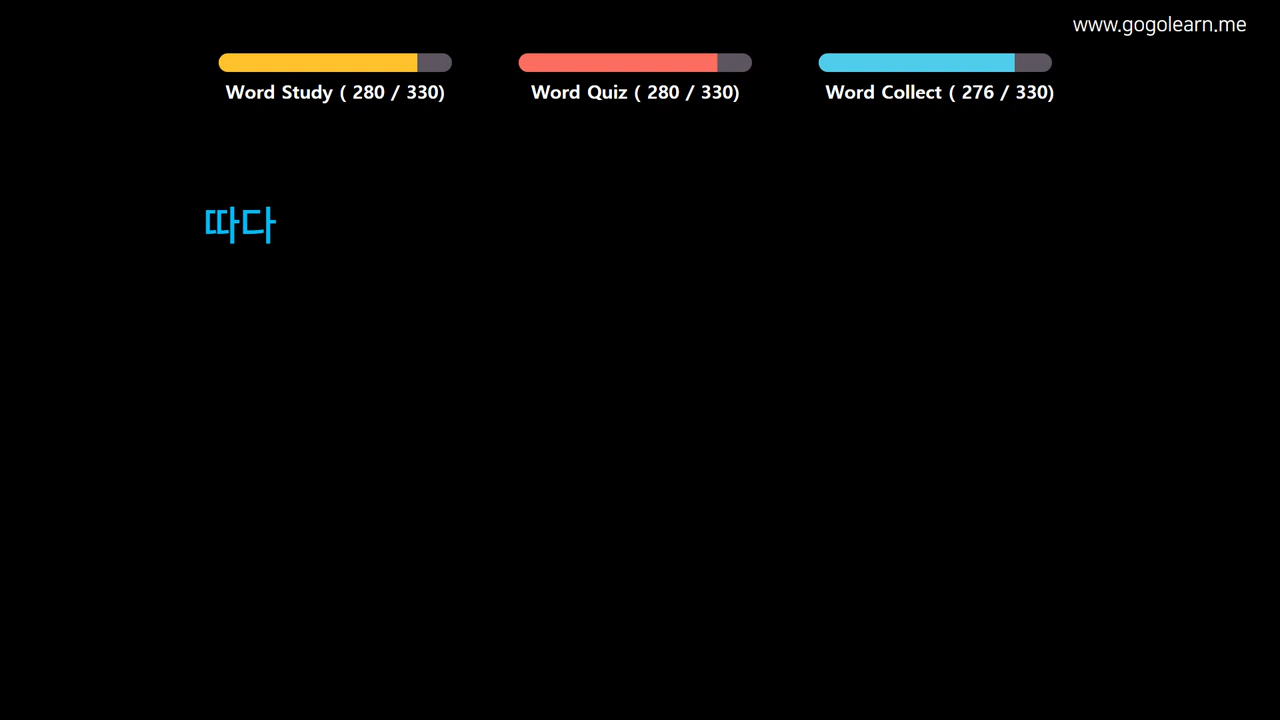 www.gogolearn.me
Word Study ( 280 / 330)
Word Quiz ( 280 / 330)
Word Collect ( 276 / 330)
따다